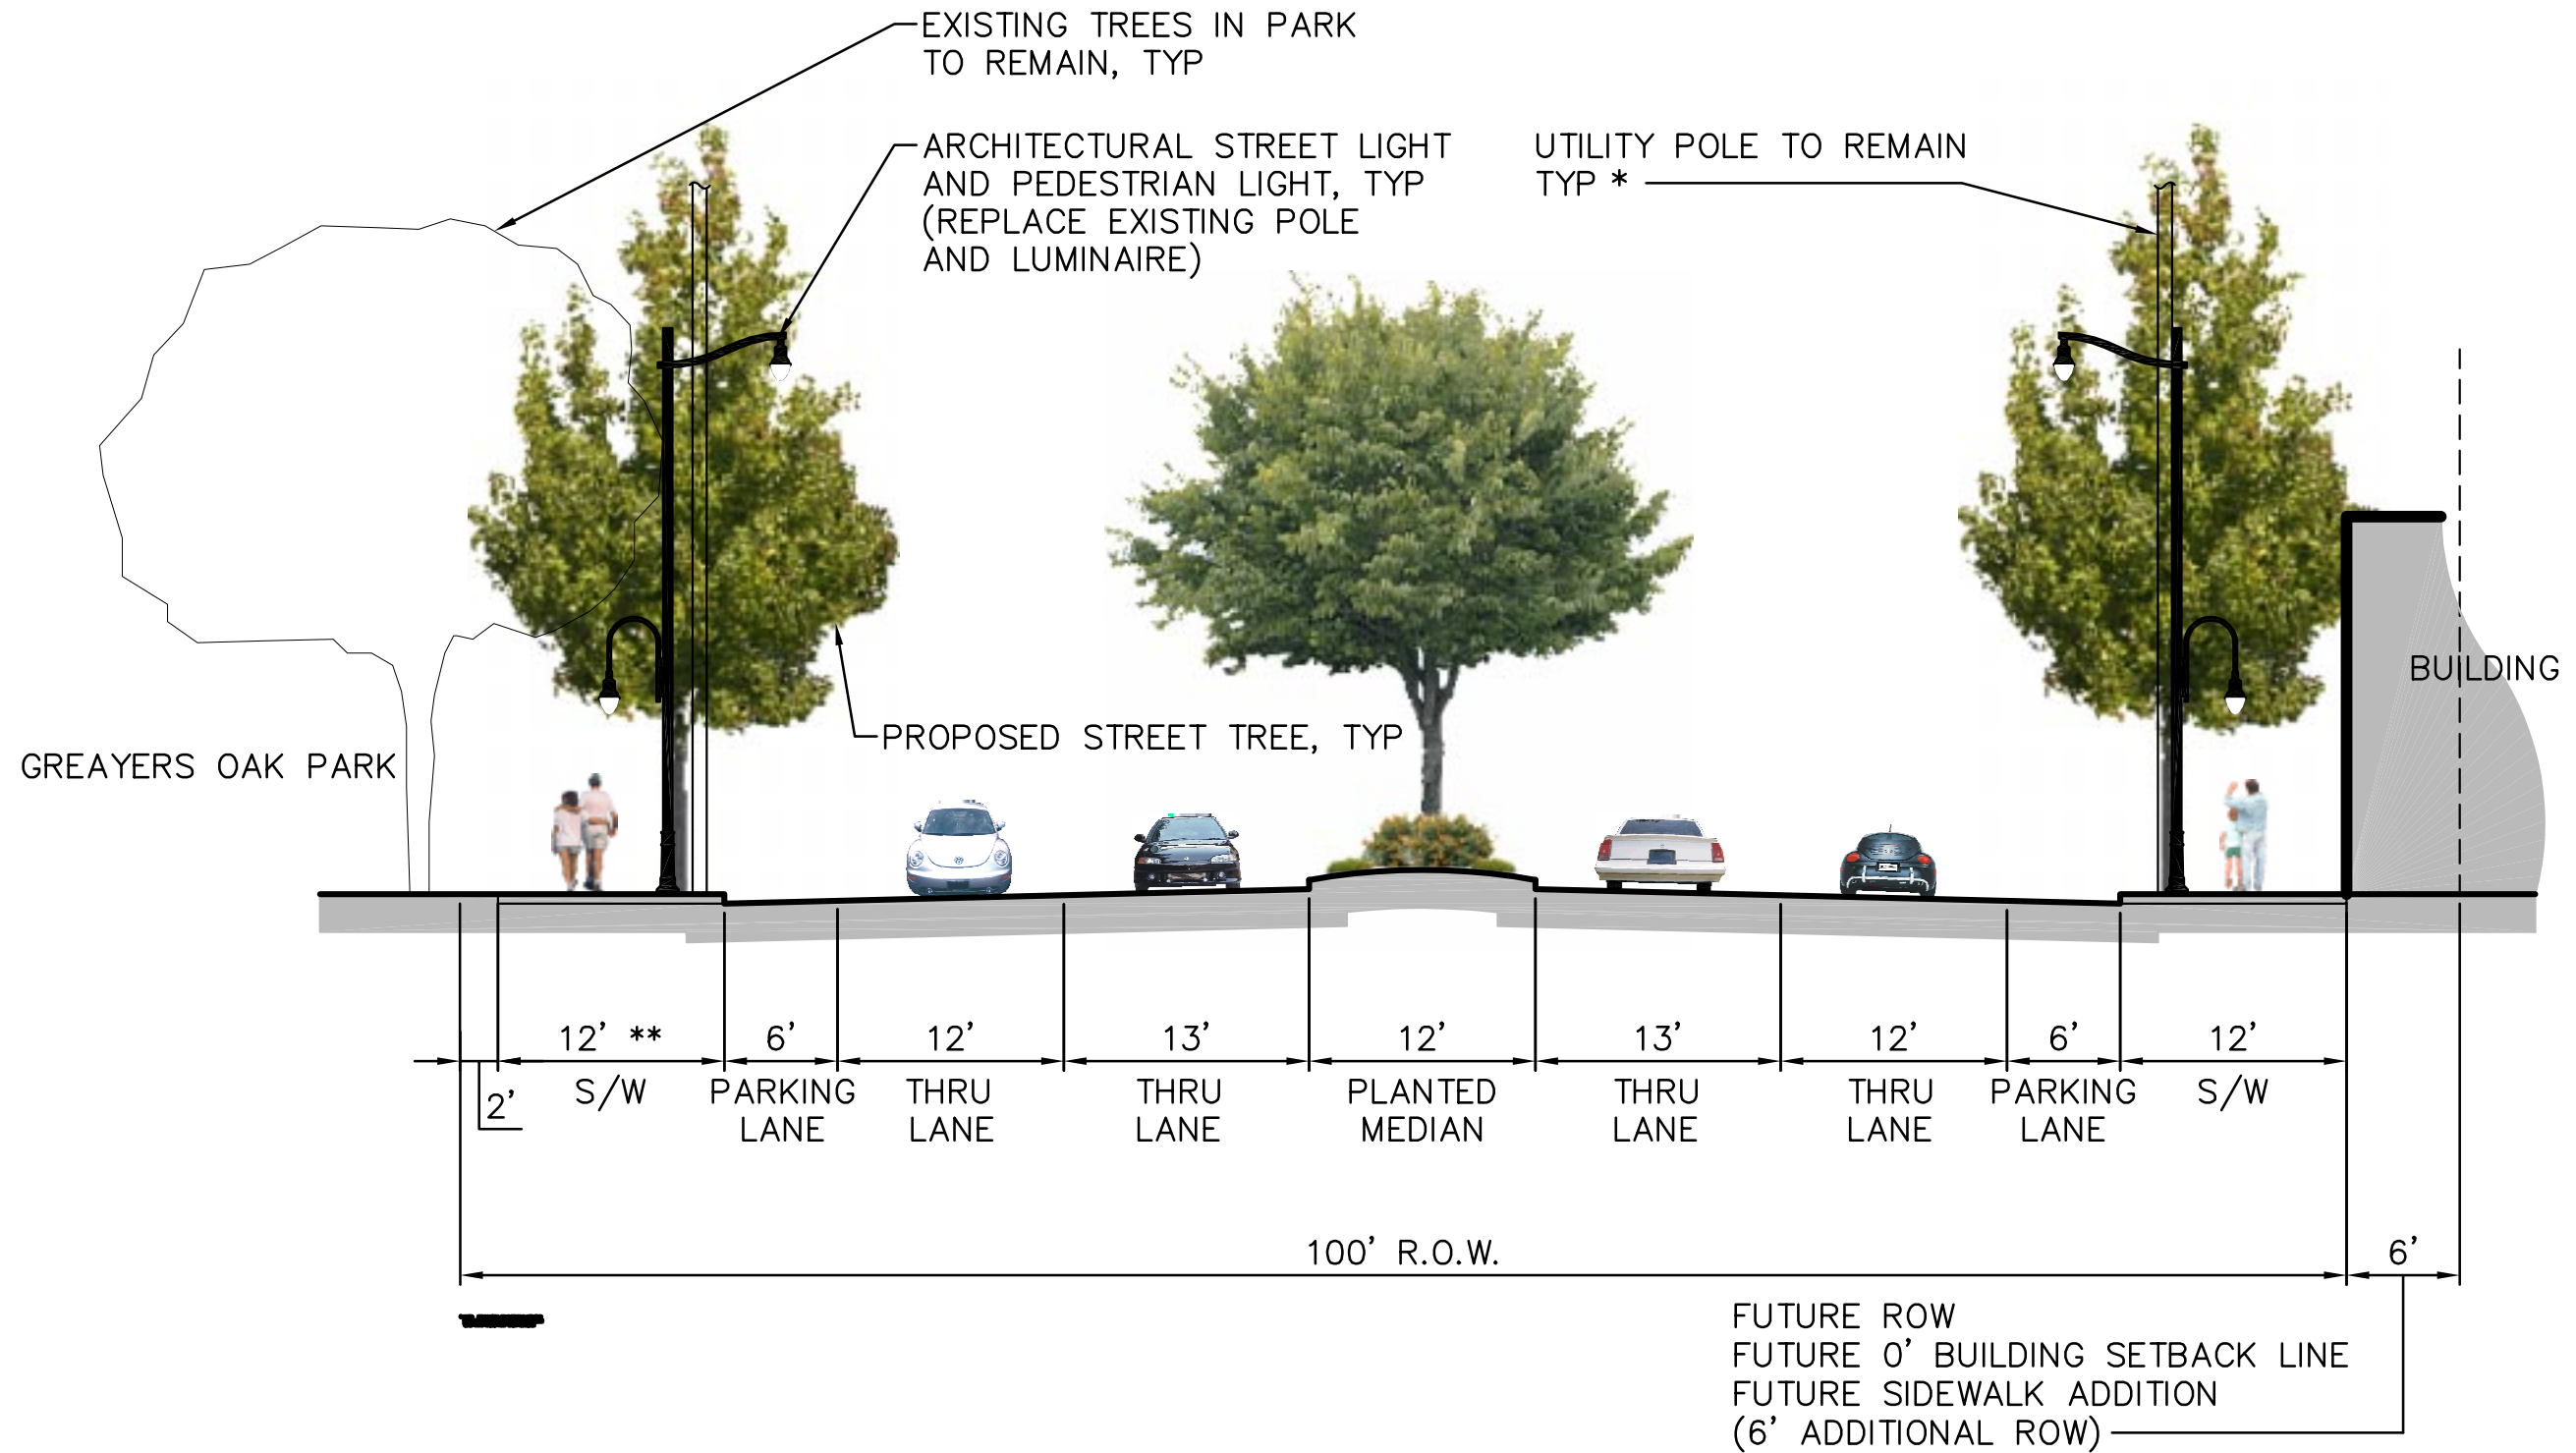 EXISTING TREES IN PARK
TO REMAIN, TYP
ARCHITECTURAL STREET LIGHT
AND PEDESTRIAN LIGHT, TYP
(REPLACE EXISTING POLE
AND LUMINAIRE)
UTILITY POLE TO REMAIN
TYP *
BUILDING
PROPOSED STREET TREE, TYP
GREAYERS OAK PARK
12' **
6'
12'
13'
12'
13'
12'
6'
12'
2'
S/W
PARKING
LANE
THRU
LANE
THRU
LANE
PLANTED
MEDIAN
THRU
LANE
THRU
LANE
PARKING
LANE
S/W
100' R.O.W.
6'
FUTURE ROW
FUTURE 0' BUILDING SETBACK LINE
FUTURE SIDEWALK ADDITION
(6' ADDITIONAL ROW)